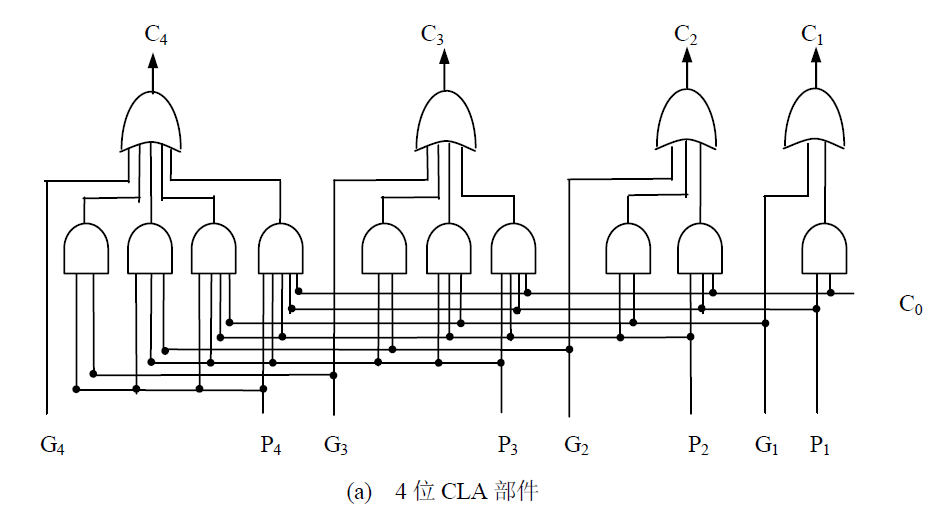 C₄ C₃ C₂ C₁
C₀
G₄ P₄ G₃ P₃ G₂ P₂ G₁ P₁
(a) 4 位 CLA 部件